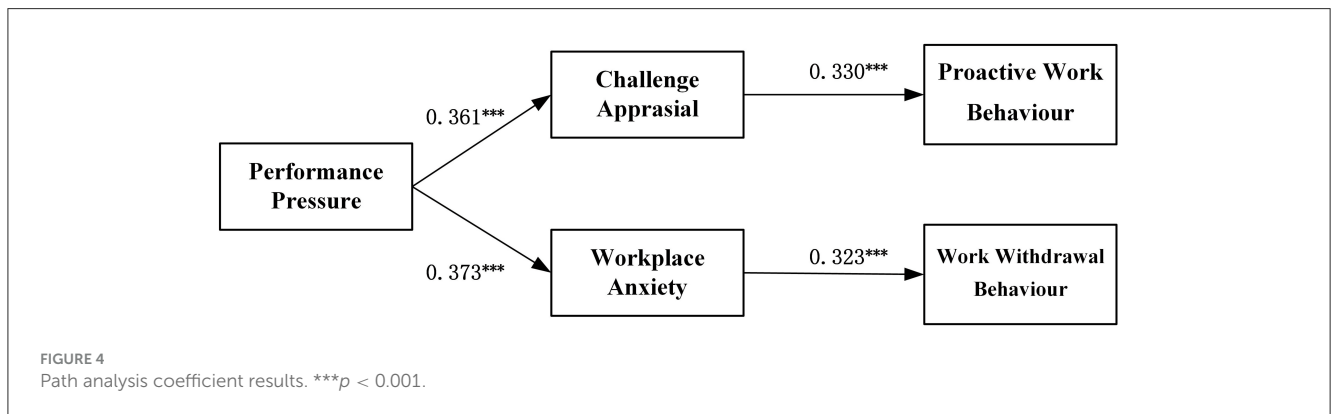 Performance
Pressure
0.361***
0.373***
Challenge
Apprasial
Workplace
Anxiety
0.330***
0.323***
Proactive Work
Behaviour
Work Withdrawal
Behaviour
FIGURE 4
Path analysis coefficient results. ***p < 0.001.